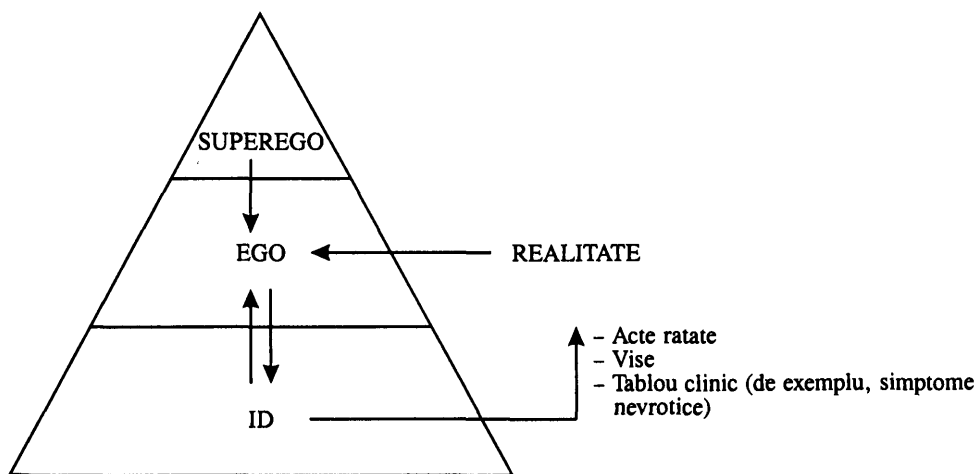 SUPEREGO
EGO
REALITATE
– Acte ratate
– Vise
– Tablou clinic (de exemplu, simptome
nevrotice)
ID